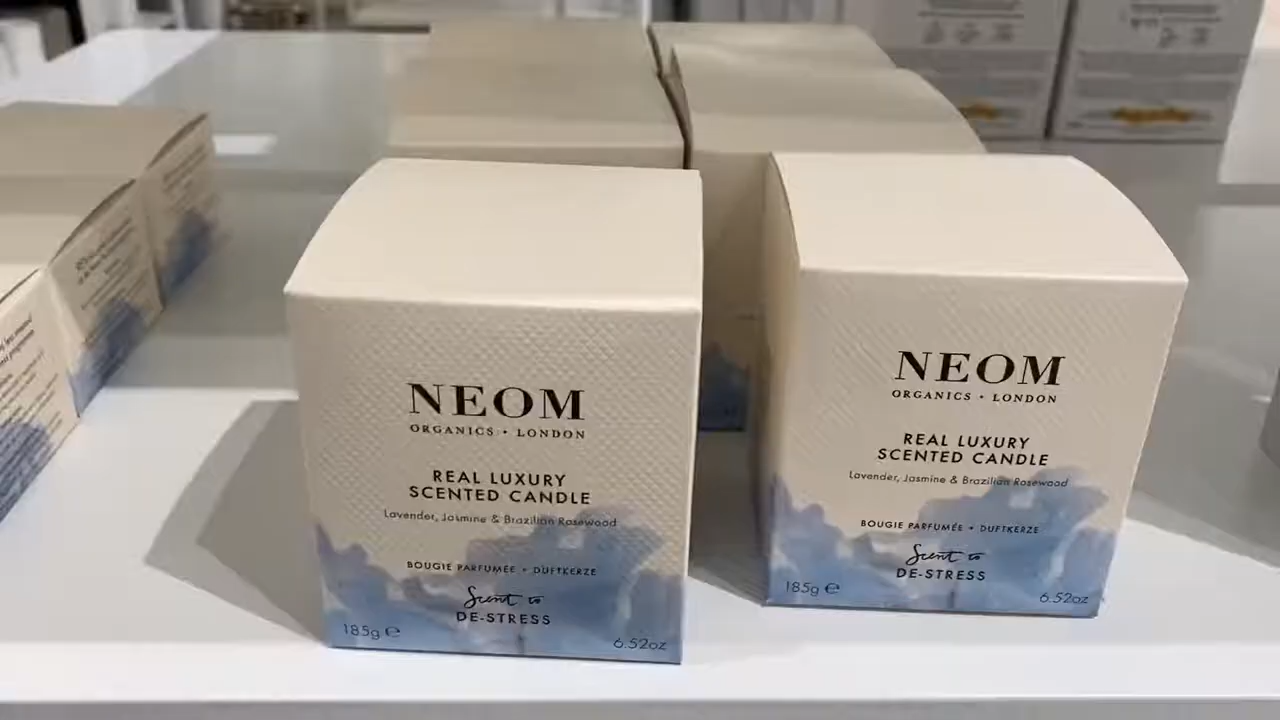 NEOM
ORGANICS • LONDON
REAL LUXURY
SCENTED CANDLE
Lavender, Jasmine & Brazilian Rosewood
BOUGIE PARFUMÉE • DUFTKERZE
Scent to
DE-STRESS
185g ℮
6.52oz
NEOM
ORGANICS • LONDON
REAL LUXURY
SCENTED CANDLE
Lavender, Jasmine & Brazilian Rosewood
BOUGIE PARFUMÉE • DUFTKERZE
Scent to
DE-STRESS
185g ℮
6.52oz